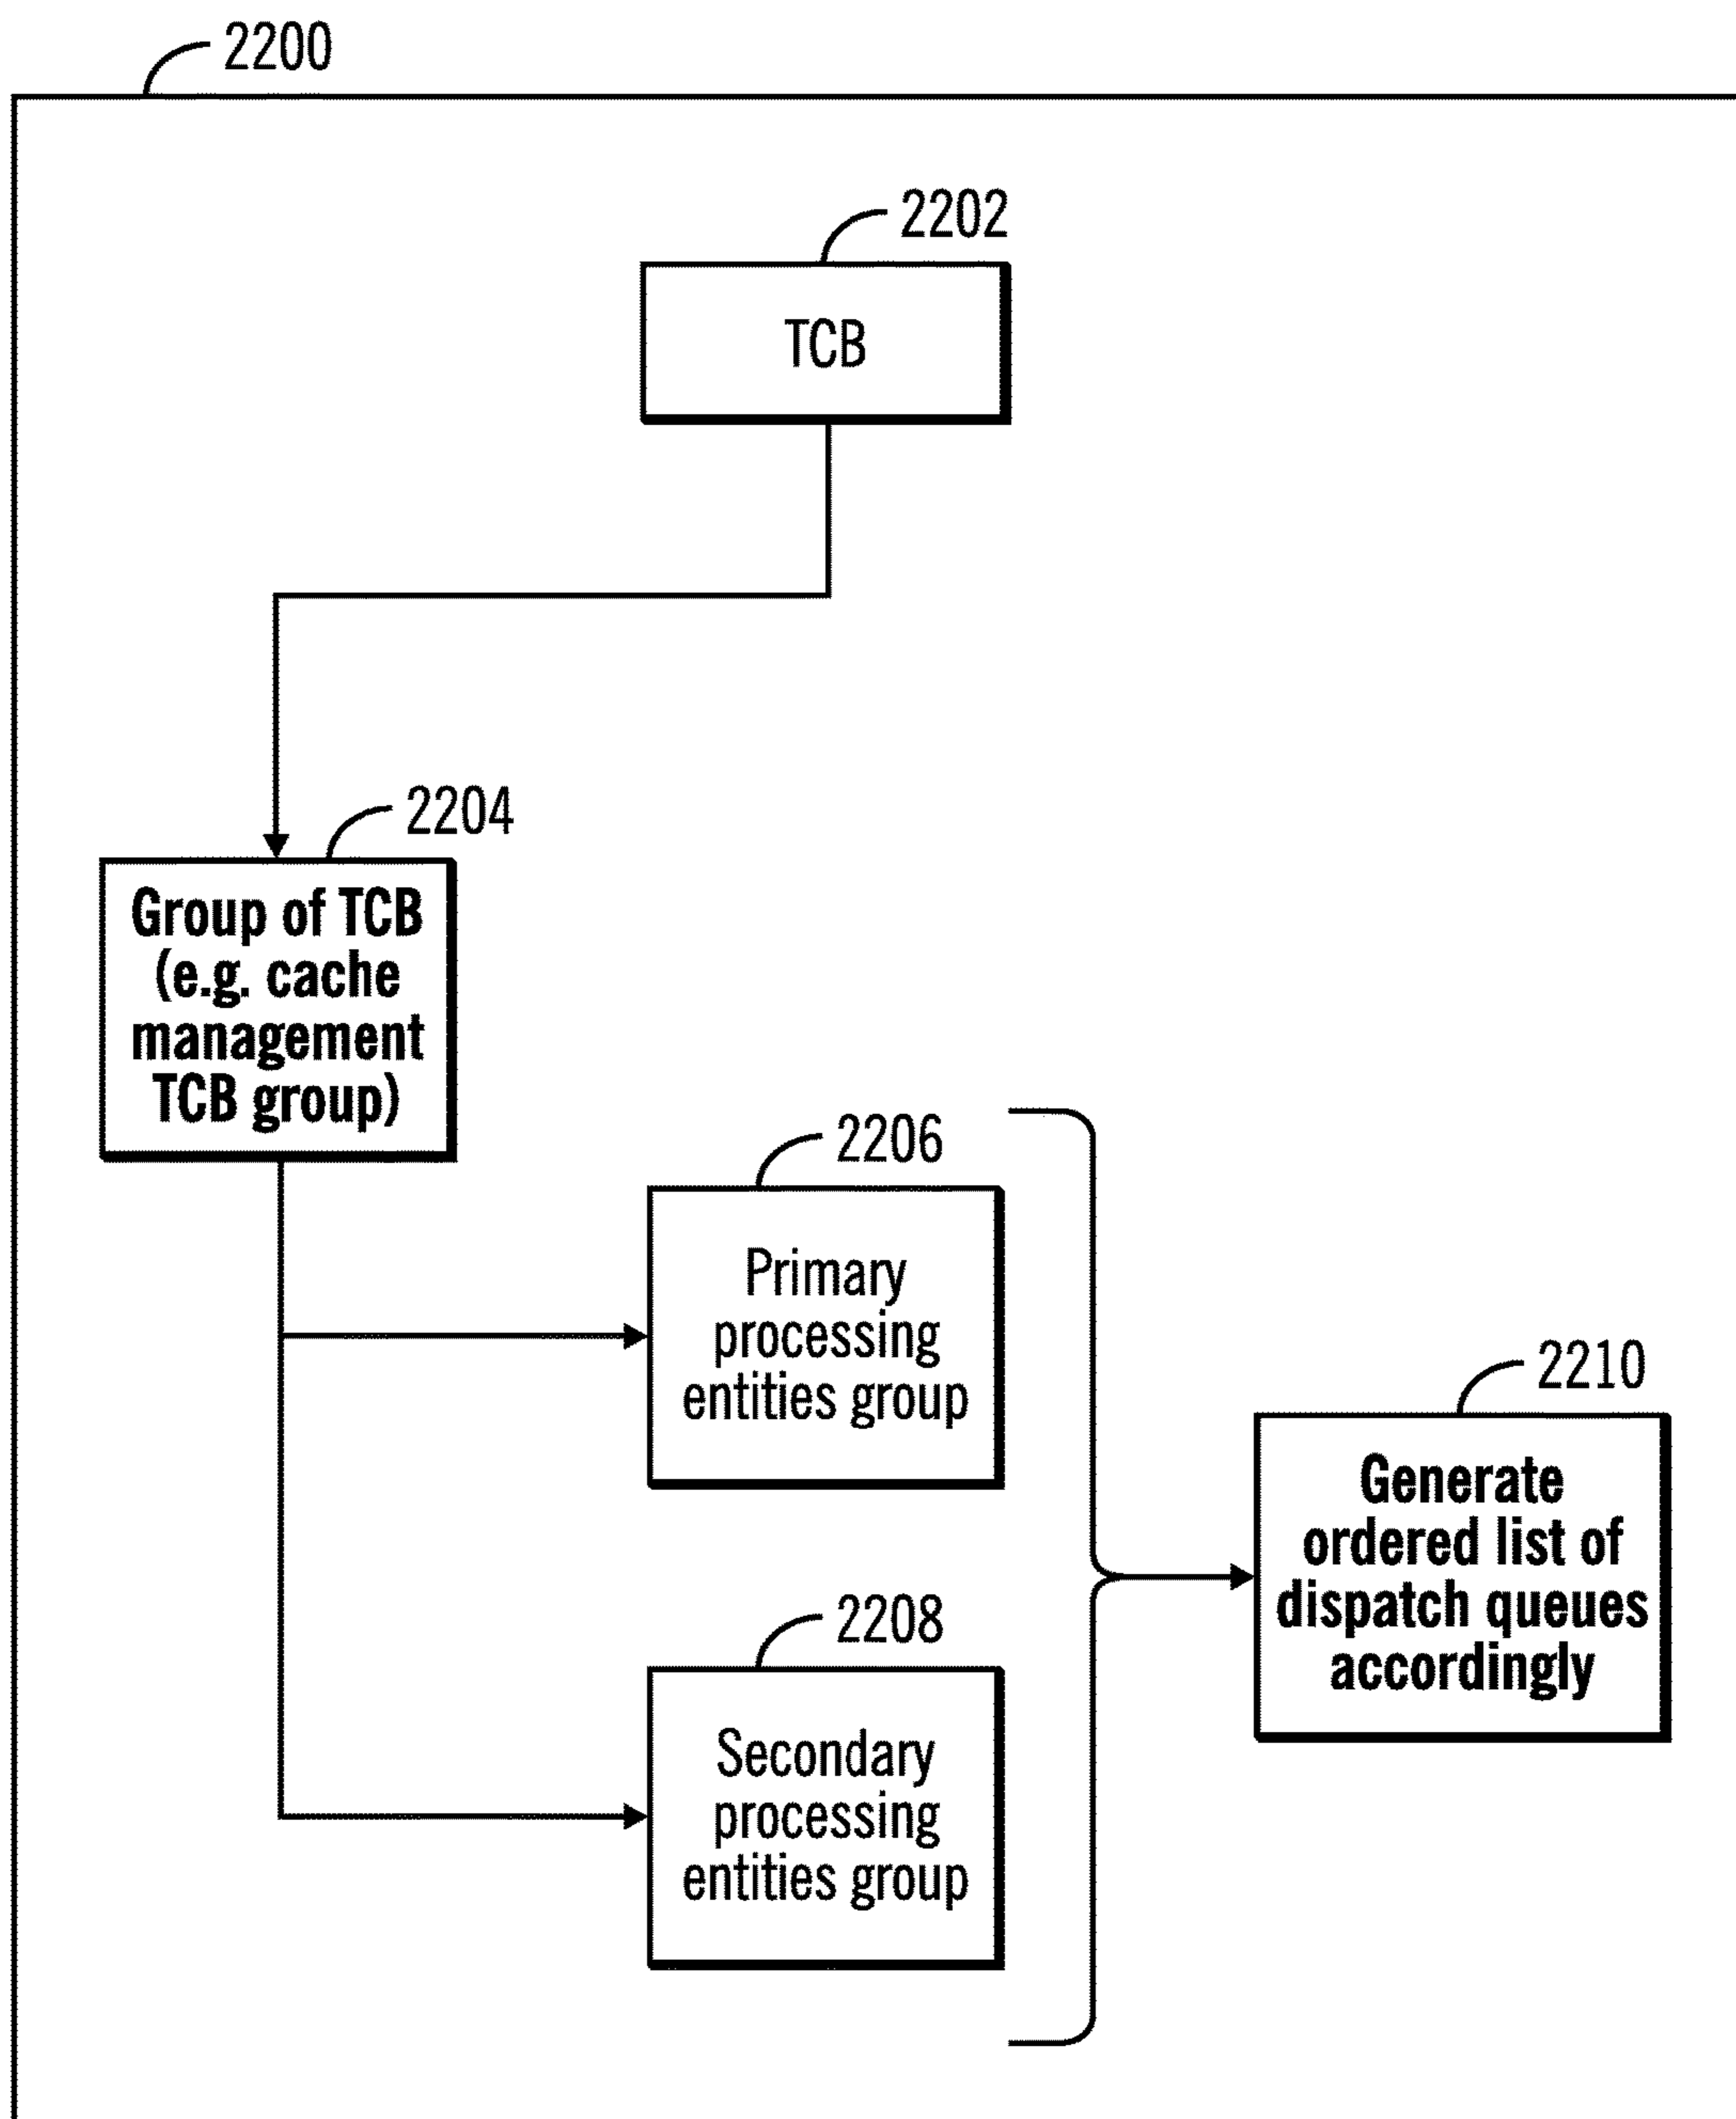 2200
2202
TCB
2204
Group of TCB
(e.g. cache
management
TCB group)
2206
Primary
processing
entities group
2210
Generate
ordered list of
dispatch queues
accordingly
2208
Secondary
processing
entities group